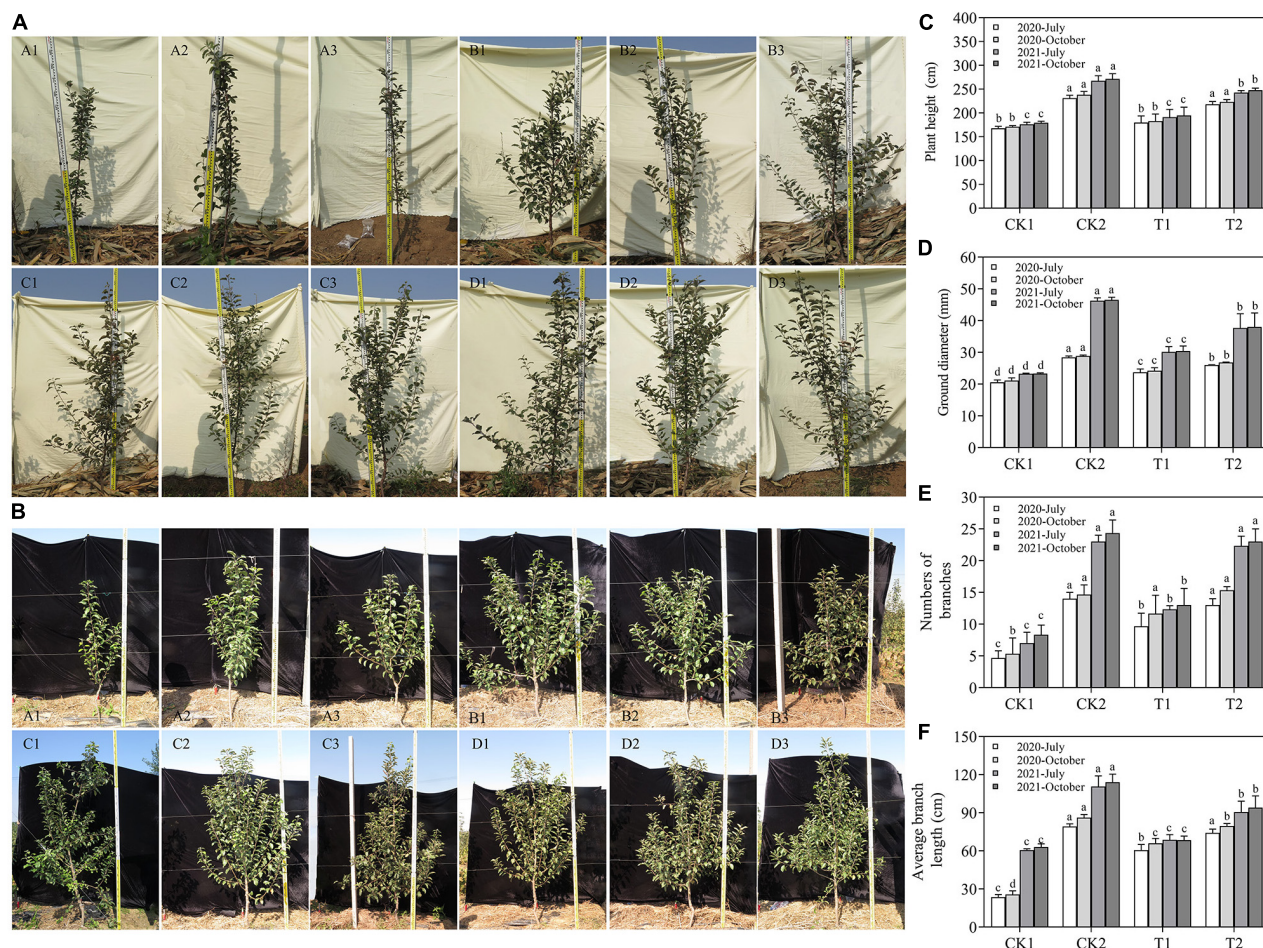 A
A1 A2 A3 B1 B2 B3
C1 C2 C3 D1 D2 D3
B
A1 A2 A3 B1 B2 B3
C1 C2 C3 D1 D2 D3
C
Plant height (cm)
400
350
300
250
200
150
100
50
0
2020-July
2020-October
2021-July
2021-October
b b c c
a a a a
b b c c
a a b b
CK1 CK2 T1 T2
D
Ground diameter (mm)
60
50
40
30
20
10
0
2020-July
2020-October
2021-July
2021-October
d d d d
a a a a
c c c c
b b b b
CK1 CK2 T1 T2
E
Numbers of
branches
30
25
20
15
10
5
0
2020-July
2020-October
2021-July
2021-October
c b c c
a a a a
b a b b
a a a a
CK1 CK2 T1 T2
F
Average branch
length (cm)
150
120
90
60
30
0
2020-July
2020-October
2021-July
2021-October
c d c c
a a a a
b c c c
a b b b
CK1 CK2 T1 T2